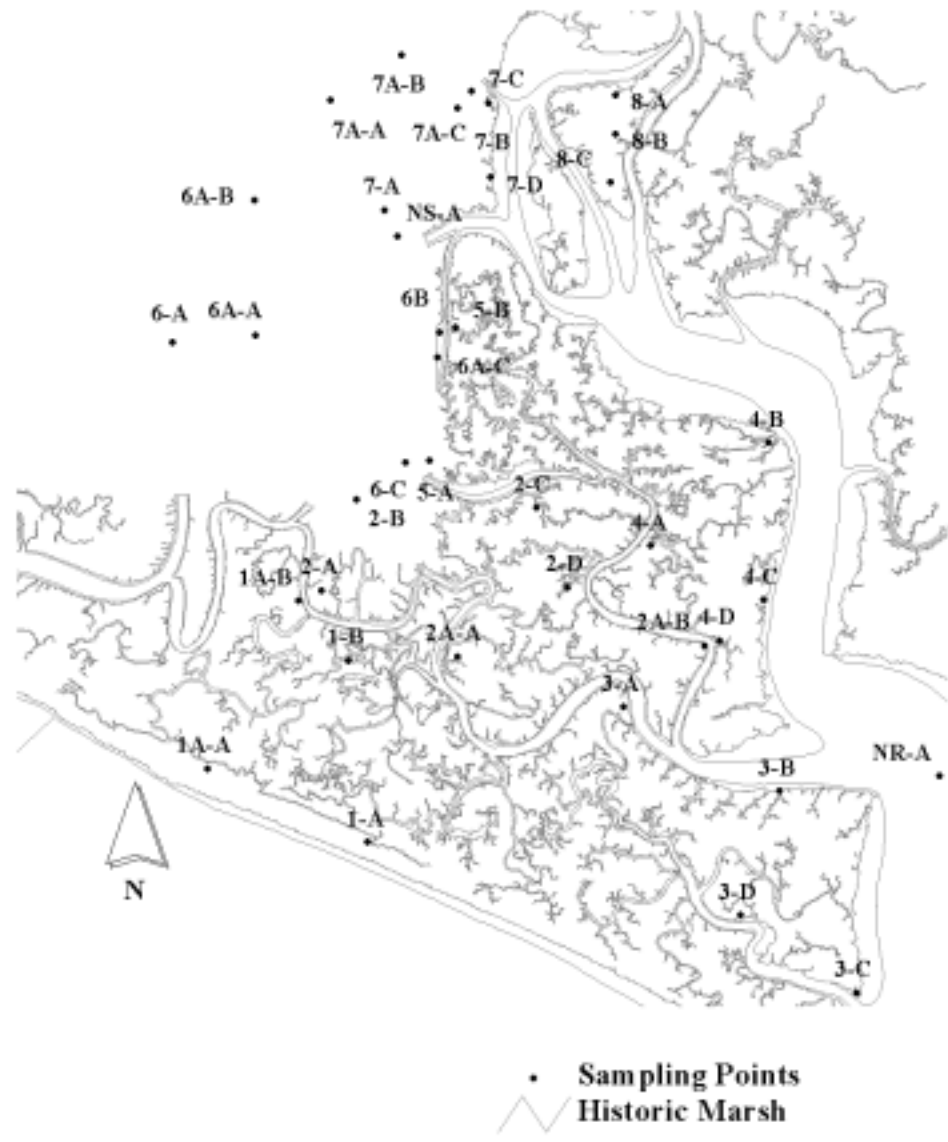 7A-B
7-C
7A-A
7A-C
7-B
8-A
8-B
8-C
7-D
6A-B
7-A
NS-A
6B
5-B
6-A
6A-A
6A-C
4-B
6-C
5-A
2-C
2-B
4-A
1A-B
2-A
2-D
4-C
1-B
2A-A
2A-B
4-D
3-A
1A-A
3-B
NR-A
1-A
N
3-D
3-C
Sampling Points
Historic Marsh